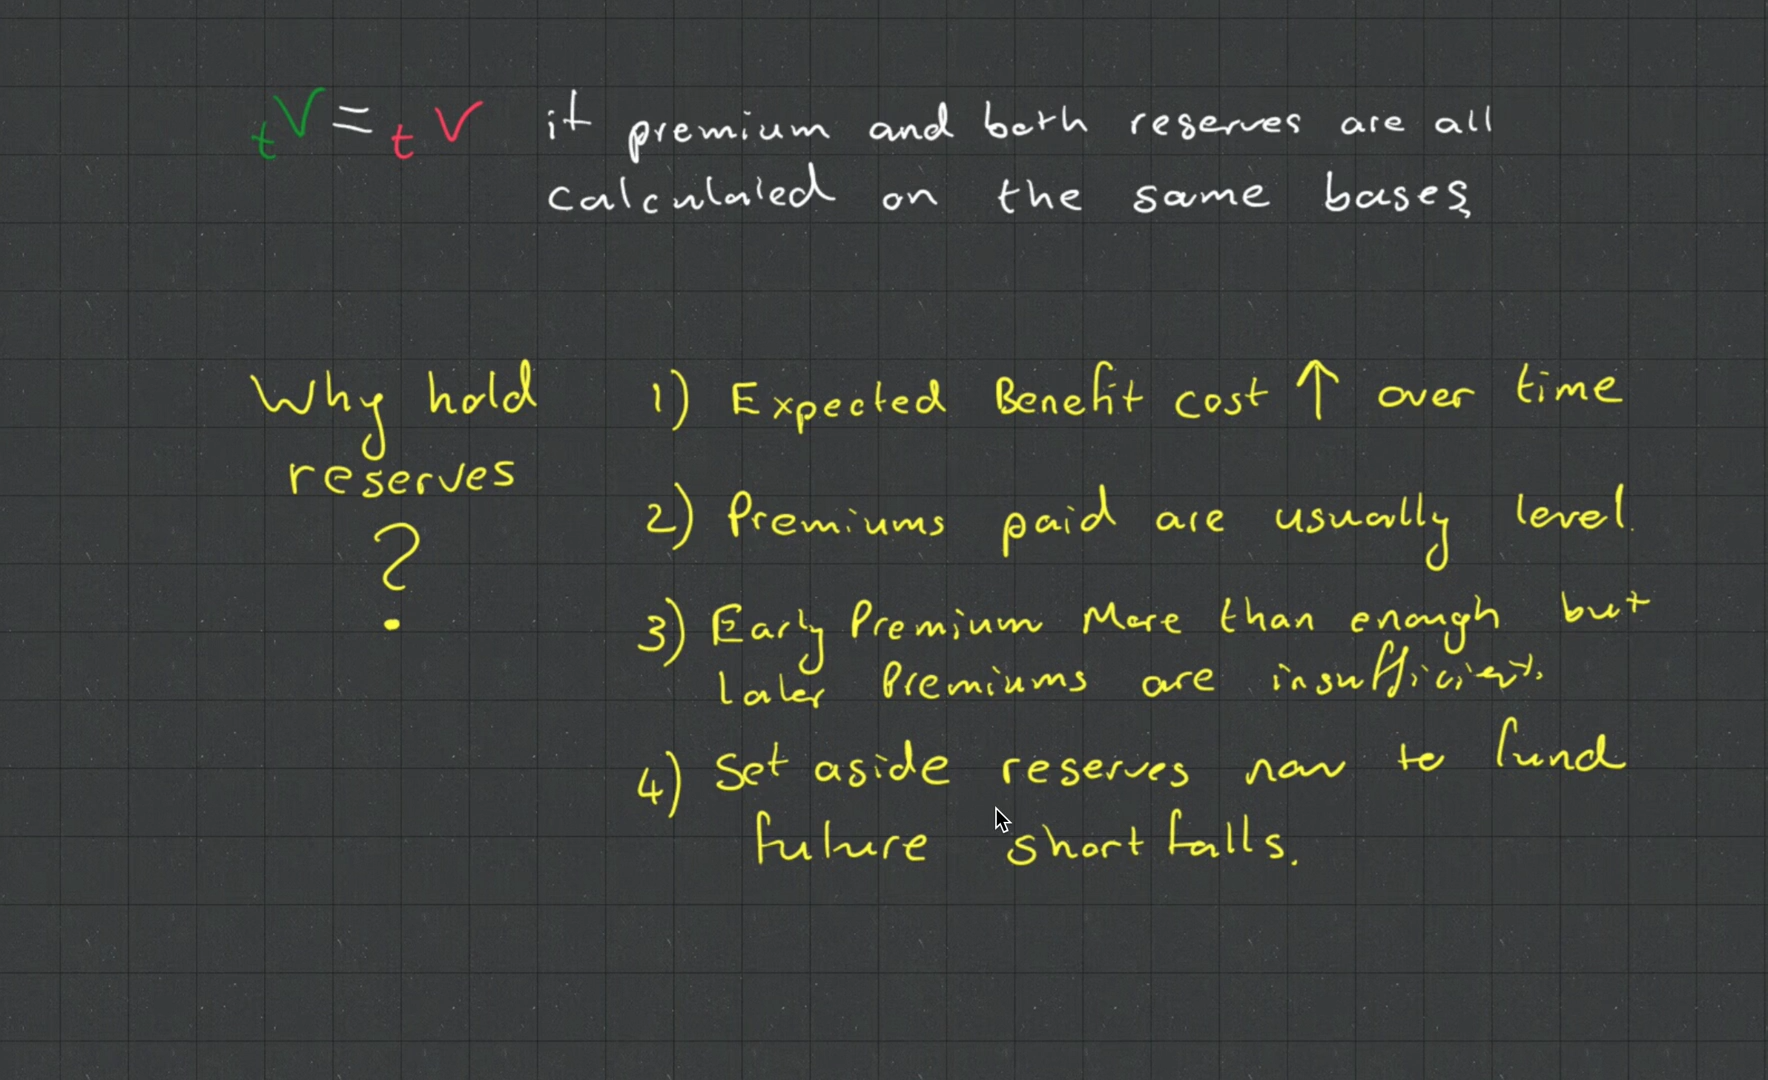 tV = tV if premium and both reserves are all
calculated on the same bases
Why hold
reserves
?
1) Expected Benefit cost ↑ over time
2) Premiums paid are usually level.
3) Early Premium More than enough but
later Premiums are insufficient.
4) Set aside reserves now to fund
future shortfalls.